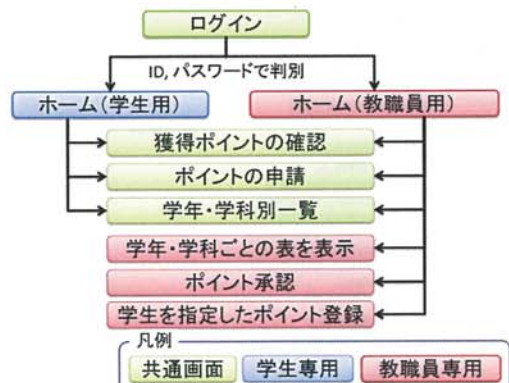 ログイン
ID, パスワードで判別
ホーム(学生用)
ホーム(教職員用)
獲得ポイントの確認
ポイントの申請
学年・学科別一覧
学年・学科ごとの表を表示
ポイント承認
学生を指定したポイント登録
凡例
共通画面
学生専用
教職員専用